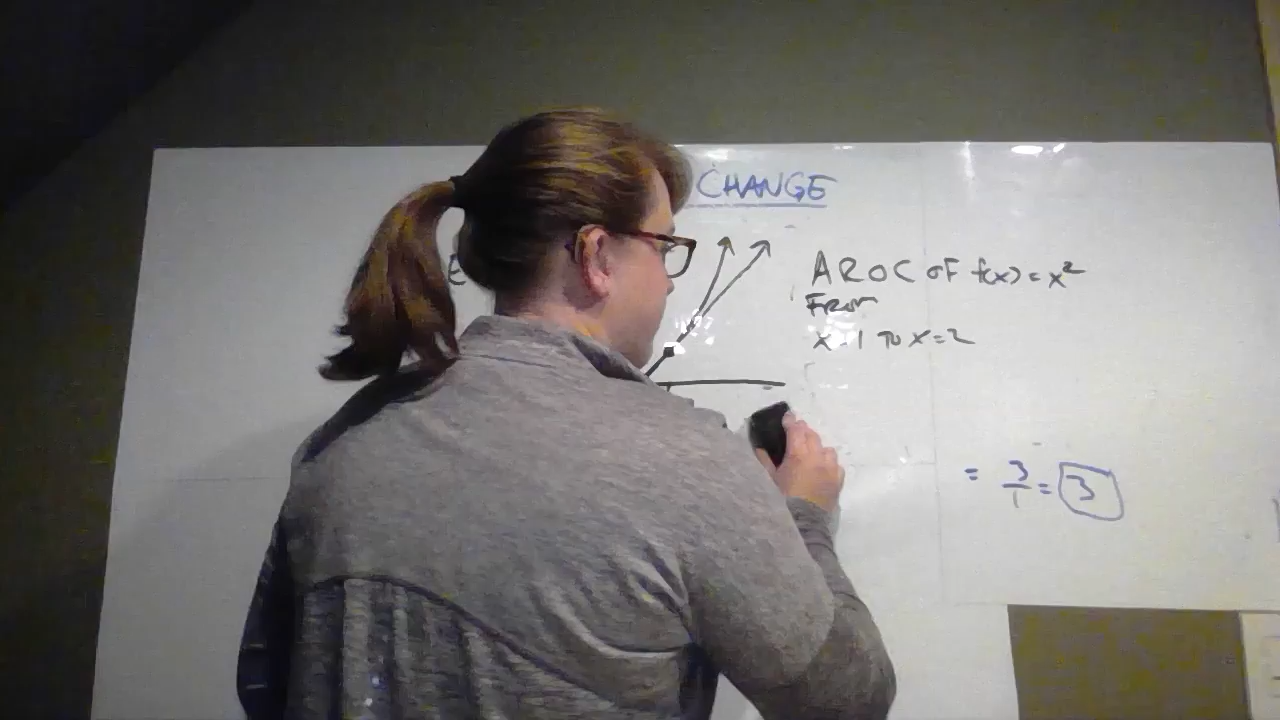 CHANGE
E
AROC OF f(x) = x²
From
x=1 TO x=2
= 3/1 = 3